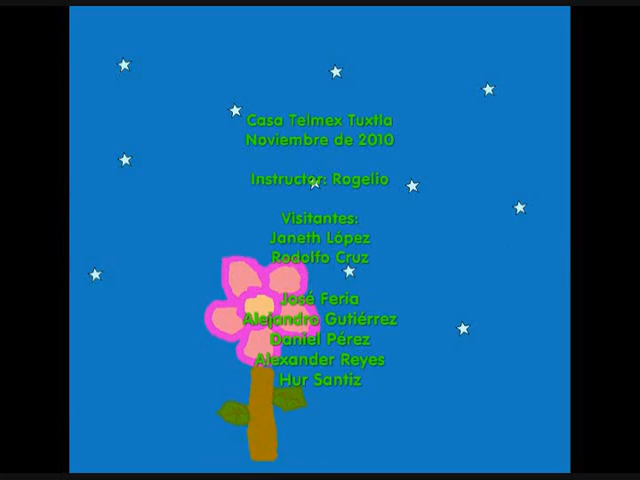 Casa Telmex Tuxtla
Noviembre de 2010
Instructor: Rogelio
Visitantes:
Janeth López
Rodolfo Cruz
José Feria
Alejandro Gutiérrez
Daniel Pérez
Alexander Reyes
Hur Santiz